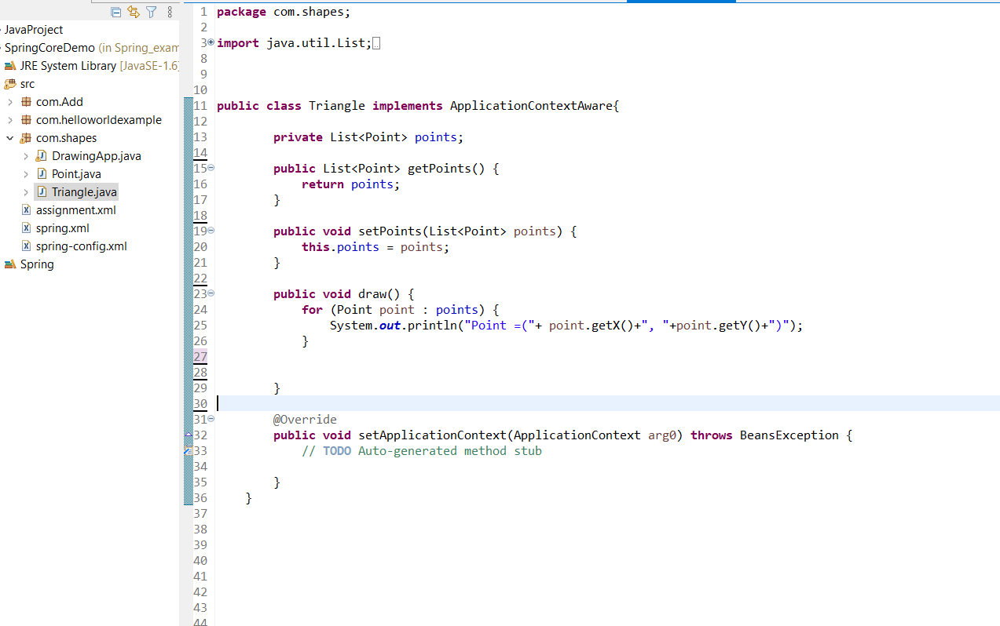 JavaProject
SpringCoreDemo (in Spring_exam
JRE System Library [JavaSE-1.6]
src
com.Add
com.helloworldexample
com.shapes
DrawingApp.java
Point.java
Triangle.java
assignment.xml
spring.xml
spring-config.xml
Spring
1 package com.shapes;
2
3 import java.util.List;
8
9
10
11 public class Triangle implements ApplicationContextAware{
12
13 private List<Point> points;
14
15 public List<Point> getPoints() {
16 return points;
17 }
18
19 public void setPoints(List<Point> points) {
20 this.points = points;
21 }
22
23 public void draw() {
24 for (Point point : points) {
25 System.out.println("Point =("+ point.getX()+", "+point.getY()+")");
26 }
27
28
29 }
30
31 @Override
32 public void setApplicationContext(ApplicationContext arg0) throws BeansException {
33 // TODO Auto-generated method stub
34
35 }
36 }
37
38
39
40
41
42
43
44